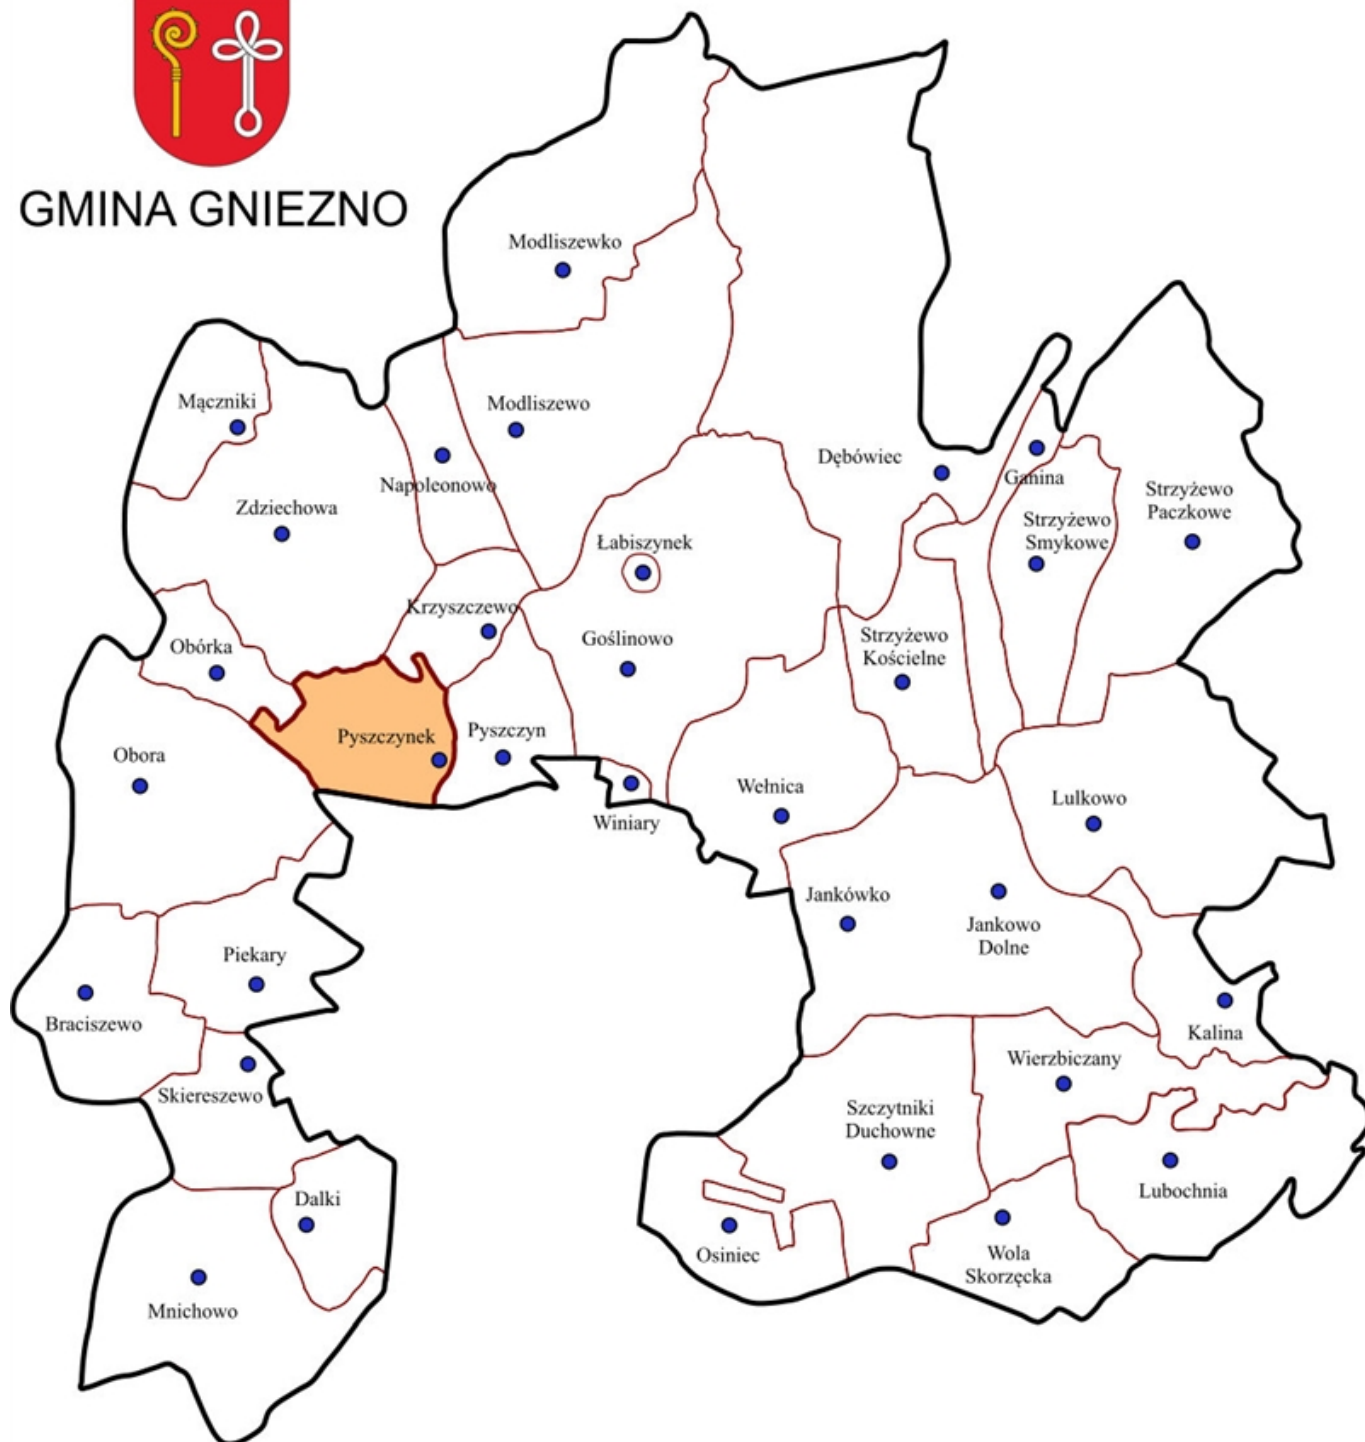 GMINA GNIEZNO
Modliszewko
Mączniki
Modliszewo
Dębówiec
Napoleonowo
Ganina
Strzyżewo
Paczkowe
Zdziechowa
Strzyżewo
Smykowe
Łabiszynek
Krzyszczewo
Goślinowo
Strzyżewo
Kościelne
Obórka
Pyszczyn
Pyszczynek
Obora
Wełnica
Lulkowo
Winiary
Jankówko
Jankowo
Dolne
Piekary
Braciszewo
Kalina
Wierzbiczany
Skiereszewo
Szczytniki
Duchowne
Lubochnia
Dalki
Osiniec
Wola
Skorzęcka
Mnichowo